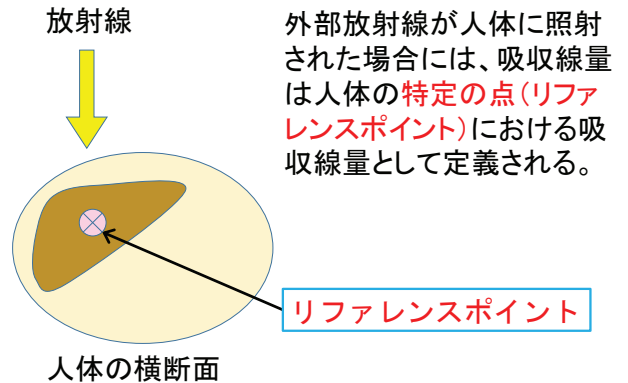 放射線
外部放射線が人体に照射
された場合には、吸収線量
は人体の特定の点(リファ
レンスポイント)における吸
収線量として定義される。
リファレンスポイント
人体の横断面